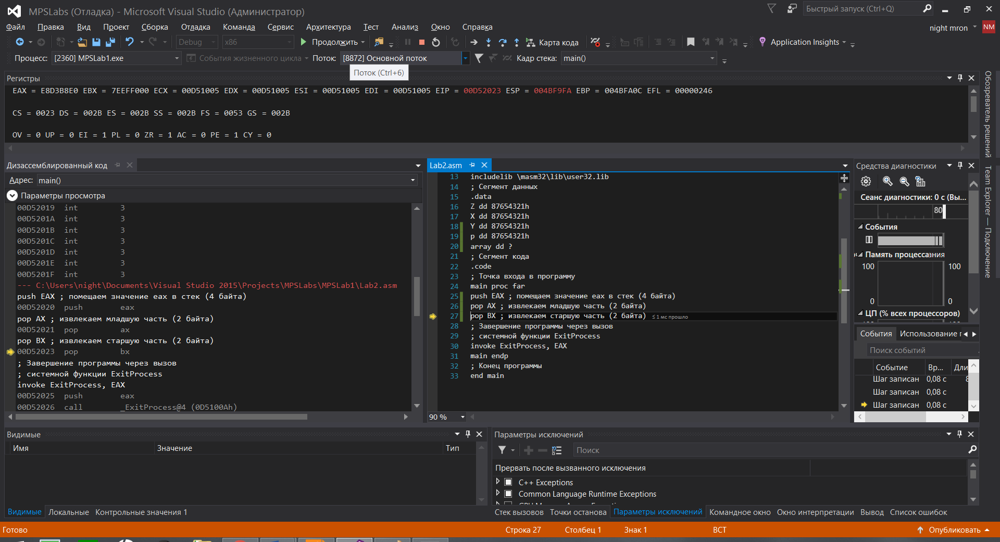 MPSLabs (Отладка) - Microsoft Visual Studio (Администратор)
Быстрый запуск (Ctrl+Q)
Файл Правка Вид Проект Сборка Отладка Команда Сервис Архитектура Тест Анализ Окно Справка
night mron NM
Debug x86 Продолжить Карта кода Application Insights
Процесс: [2360] MPSLab1.exe События жизненного цикла Поток: [8872] Основной поток Кадр стека: main()
Поток (Ctrl+6)
Регистры
EAX = E8D3B8E0 EBX = 7EEFF000 ECX = 00D51005 EDX = 00D51005 ESI = 00D51005 EDI = 00D51005 EIP = 00D52023 ESP = 004BF9FA EBP = 004BFA0C EFL = 00000246
CS = 0023 DS = 002B ES = 002B SS = 002B FS = 0053 GS = 002B
OV = 0 UP = 0 EI = 1 PL = 0 ZR = 1 AC = 0 PE = 1 CY = 0
Обозреватель решений
Team Explorer — Подключение
Дизассемблированный код
Адрес: main()
Параметры просмотра
00D52019 int 3
00D5201A int 3
00D5201B int 3
00D5201C int 3
00D5201D int 3
00D5201E int 3
00D5201F int 3
--- C:\Users\night\Documents\Visual Studio 2015\Projects\MPSLabs\MPSLab1\Lab2.asm
push EAX ; помещаем значение eax в стек (4 байта)
00D52020 push eax
pop AX ; извлекаем младшую часть (2 байта)
00D52021 pop ax
pop BX ; извлекаем старшую часть (2 байта)
00D52023 pop bx
; Завершение программы через вызов
; системной функции ExitProcess
invoke ExitProcess, EAX
00D52025 push eax
00D52026 call _ExitProcess@4 (0D5100Ah)
Lab2.asm
13 includelib \masm32\lib\user32.lib
14 ; Сегмент данных
15 .data
16 Z dd 87654321h
17 X dd 87654321h
18 Y dd 87654321h
19 p dd 87654321h
20 array dd ?
21 ; Сегмент кода
22 .code
23 ; Точка входа в программу
24 main proc far
25 push EAX ; помещаем значение eax в стек (4 байта)
26 pop AX ; извлекаем младшую часть (2 байта)
27 pop BX ; извлекаем старшую часть (2 байта) ≤ 1 мс прошло
28 ; Завершение программы через вызов
29 ; системной функции ExitProcess
30 invoke ExitProcess, EAX
31 main endp
32 ; Конец программы
33 end main
90 %
Средства диагностики
Сеанс диагностики: 0 с (Вы...
80
События
Память процесса
100 100
0 0
ЦП (% всех процессоров)
События Использование
Поиск событий
Событие Вр... Дли
Шаг записан 0,08 с 8
Шаг записан 0,08 с
Шаг записан 0,08 с
Видимые
Имя Значение Тип
Видимые Локальные Контрольные значения 1
Параметры исключений
Поиск
Прервать после вызванного исключения
C++ Exceptions
Common Language Runtime Exceptions
Стек вызовов Точки останова Параметры исключений Командное окно Окно интерпретации Вывод Список ошибок
Готово Строка 27 Столбец 1 Знак 1 ВСТ Опубликовать